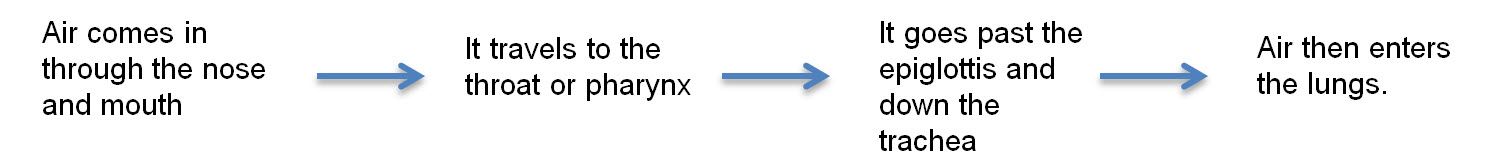 Air comes in
through the nose
and mouth
It travels to the
throat or pharynx
It goes past the
epiglottis and
down the
trachea
Air then enters
the lungs.